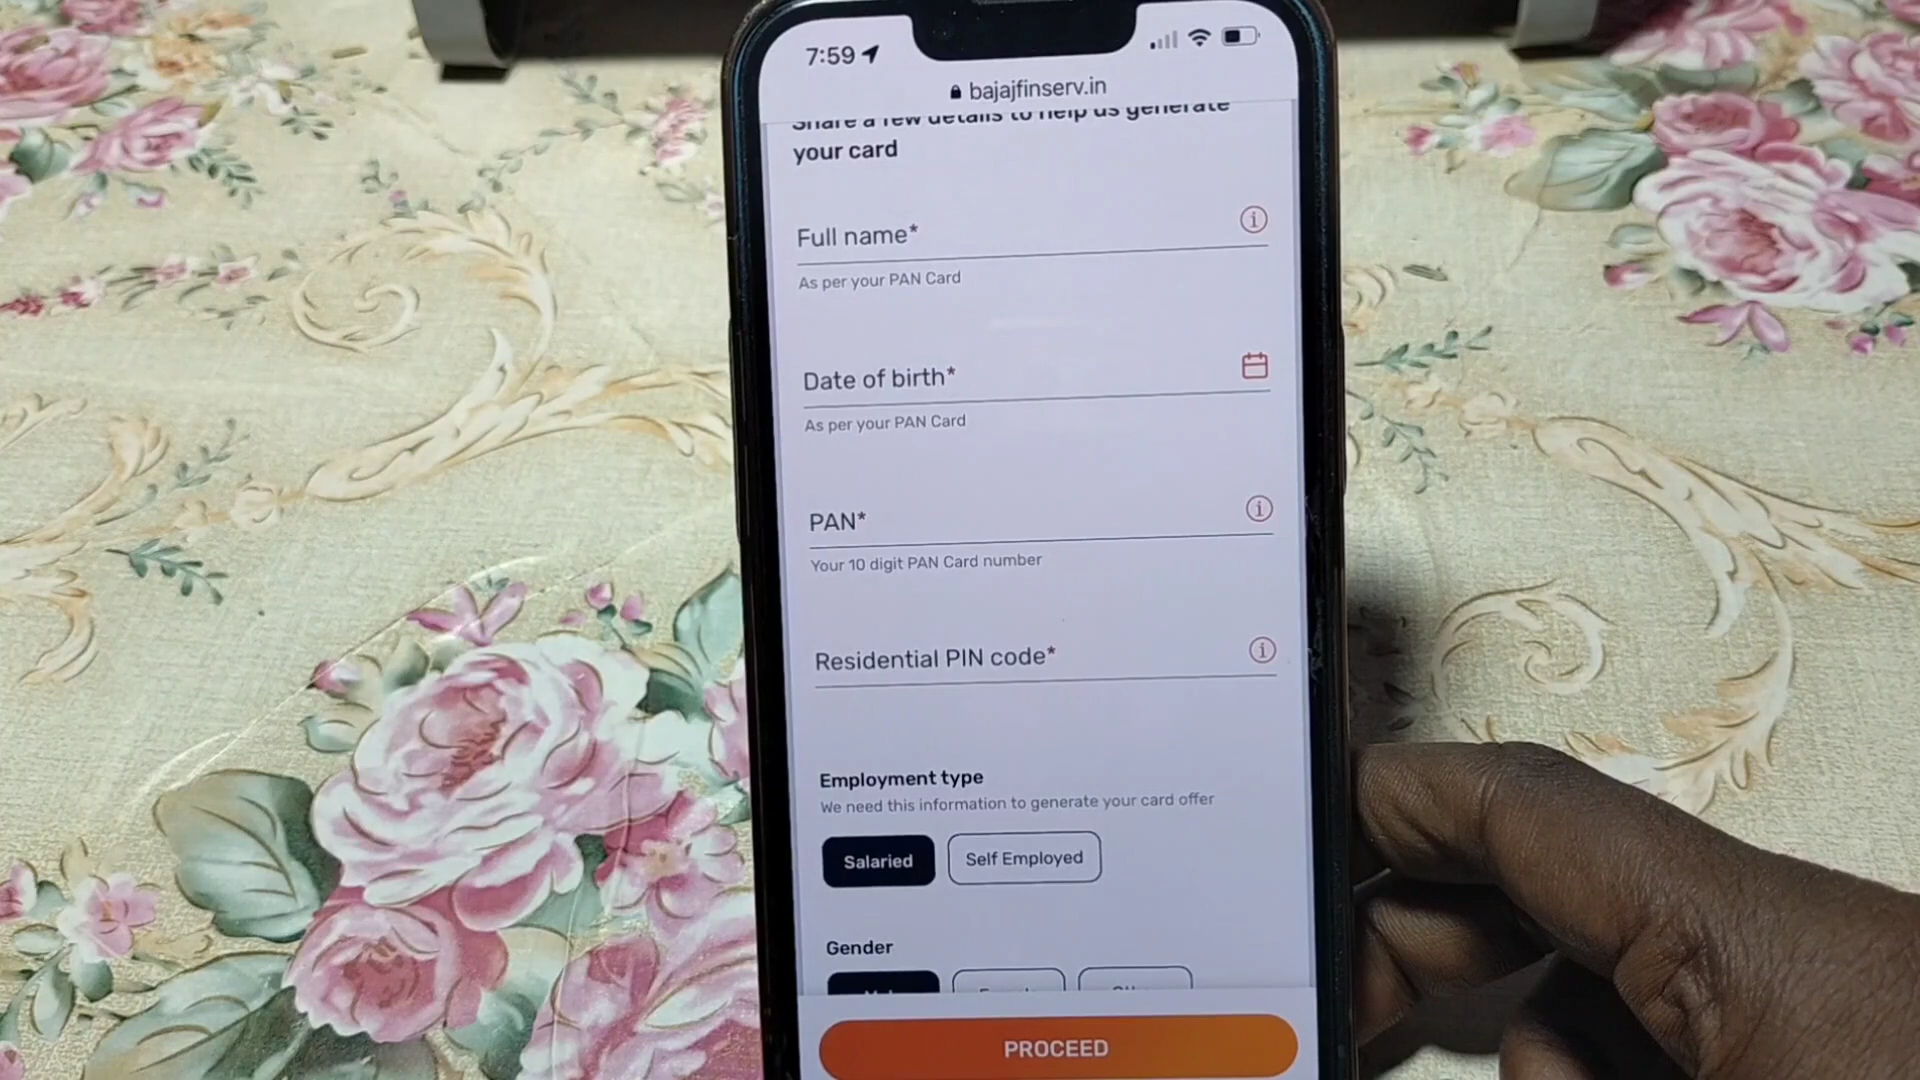 7:59
bajajfinserv.in
Share a few details to help us generate
your card
Full name*
As per your PAN Card
Date of birth*
As per your PAN Card
PAN*
Your 10 digit PAN Card number
Residential PIN code*
Employment type
We need this information to generate your card offer
Salaried Self Employed
Gender
PROCEED